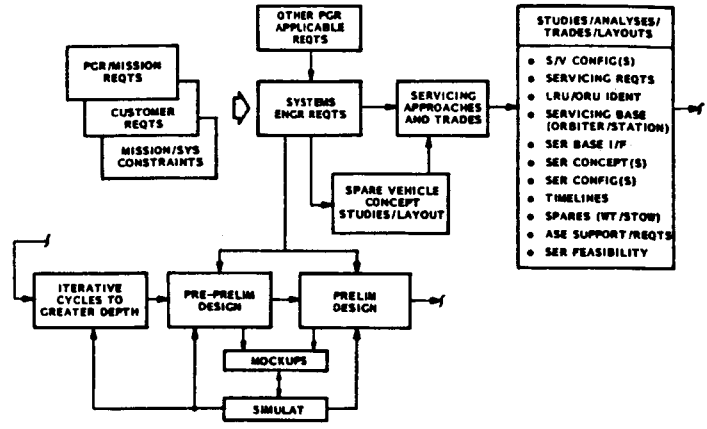 OTHER PGR
APPLICABLE
REQTS
PGR/MISSION
REQTS
CUSTOMER
REQTS
MISSION/SYS
CONSTRAINTS
SYSTEMS
ENGR REQTS
SERVICING
APPROACHES
AND TRADES
SPARE VEHICLE
CONCEPT
STUDIES/LAYOUT
STUDIES/ANALYSES/
TRADES/LAYOUTS
• S/V CONFIG(S)
• SERVICING REQTS
• LRU/ORU IDENT
• SERVICING BASE
(ORBITER/STATION)
• SER BASE I/F
• SER CONCEPT(S)
• SER CONFIG(S)
• TIMELINES
• SPARES (WT/STOW)
• ASE SUPPORT/REQTS
• SER FEASIBILITY
ITERATIVE
CYCLES TO
GREATER DEPTH
PRE-PRELIM
DESIGN
PRELIM
DESIGN
MOCKUPS
SIMULAT